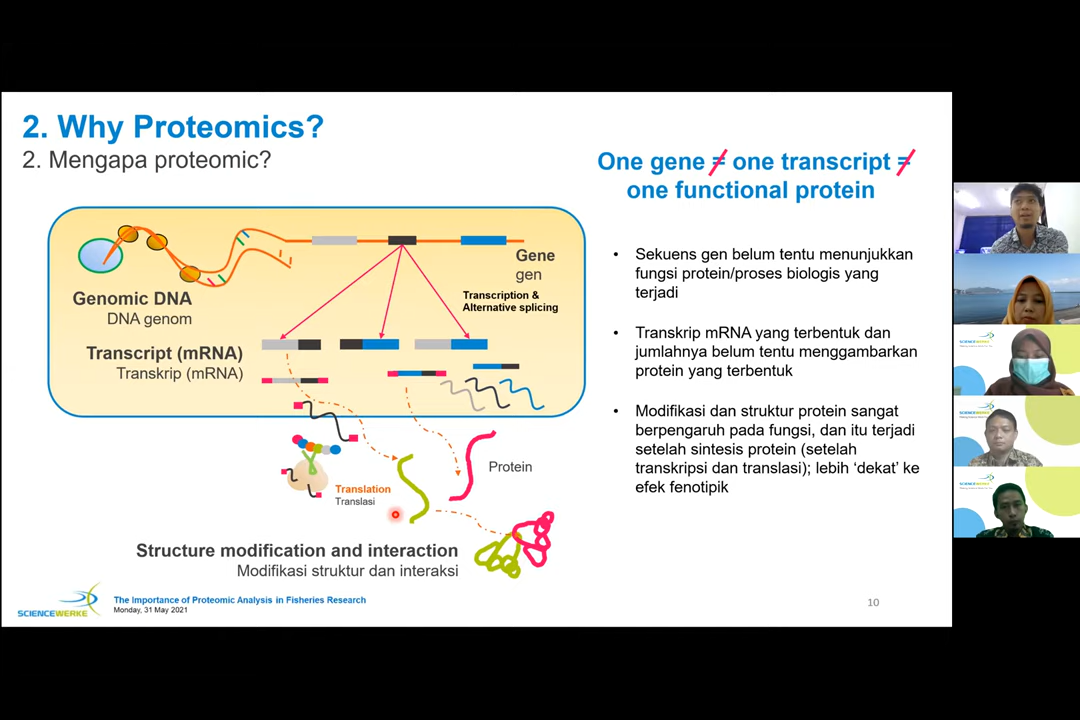 2. Why Proteomics?
2. Mengapa proteomic?
One gene ≠ one transcript ≠
one functional protein
Gene
gen
Transcription &
Alternative splicing
Genomic DNA
DNA genom
Transcript (mRNA)
Transkrip (mRNA)
Protein
Translation
Translasi
Structure modification and interaction
Modifikasi struktur dan interaksi
• Sekuens gen belum tentu menunjukkan
fungsi protein/proses biologis yang
terjadi
• Transkrip mRNA yang terbentuk dan
jumlahnya belum tentu menggambarkan
protein yang terbentuk
• Modifikasi dan struktur protein sangat
berpengaruh pada fungsi, dan itu terjadi
setelah sintesis protein (setelah
transkripsi dan translasi); lebih ‘dekat’ ke
efek fenotipik
SCIENCEWERKE
The Importance of Proteomic Analysis in Fisheries Research
Monday, 31 May 2021
10
SCIENCEWERKE
SCIENCEWERKE
SCIENCEWERKE